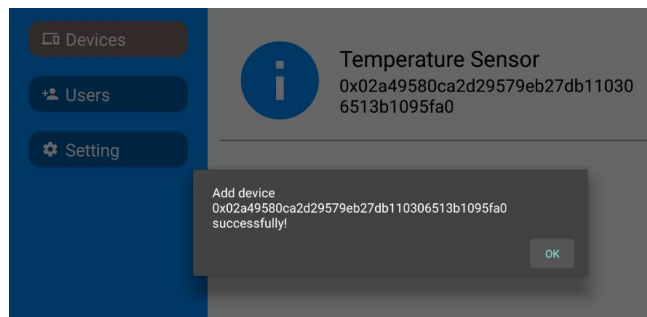 Devices
Users
Setting
Temperature Sensor
0x02a49580ca2d29579eb27db11030
6513b1095fa0
Add device
0x02a49580ca2d29579eb27db110306513b1095fa0
successfully!
OK